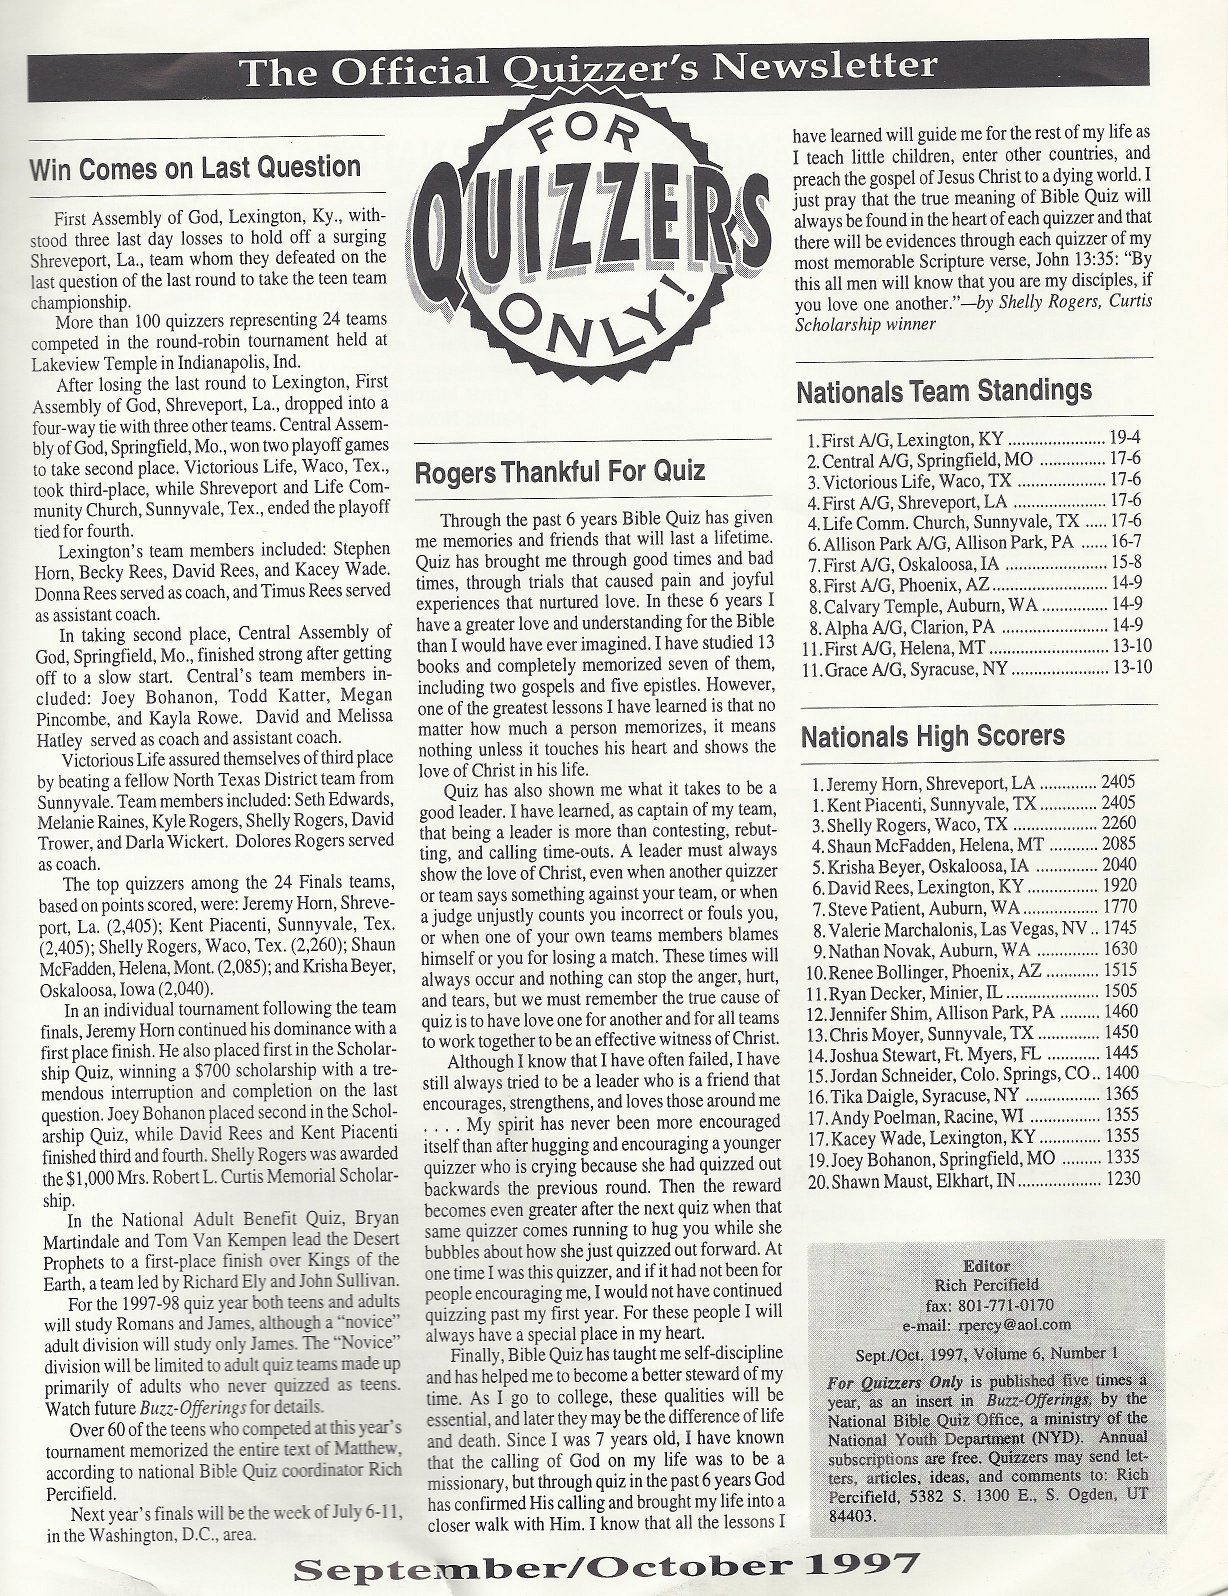 The Official Quizzer's Newsletter
FOR
QUIZZERS
ONLY!
Win Comes on Last Question
First Assembly of God, Lexington, Ky., with-
stood three last day losses to hold off a surging
Shreveport, La., team whom they defeated on the
last question of the last round to take the teen team
championship.
More than 100 quizzers representing 24 teams
competed in the round-robin tournament held at
Lakeview Temple in Indianapolis, Ind.
After losing the last round to Lexington, First
Assembly of God, Shreveport, La., dropped into a
four-way tie with three other teams. Central Assem-
bly of God, Springfield, Mo., won two playoff games
to take second place. Victorious Life, Waco, Tex.,
took third-place, while Shreveport and Life Com-
munity Church, Sunnyvale, Tex., ended the playoff
tied for fourth.
Lexington's team members included: Stephen
Horn, Becky Rees, David Rees, and Kacey Wade.
Donna Rees served as coach, and Timus Rees served
as assistant coach.
In taking second place, Central Assembly of
God, Springfield, Mo., finished strong after getting
off to a slow start. Central's team members in-
cluded: Joey Bohanon, Todd Katter, Megan
Pincombe, and Kayla Rowe. David and Melissa
Hatley served as coach and assistant coach.
Victorious Life assured themselves of third place
by beating a fellow North Texas District team from
Sunnyvale. Team members included: Seth Edwards,
Melanie Raines, Kyle Rogers, Shelly Rogers, David
Trower, and Darla Wickert. Dolores Rogers served
as coach.
The top quizzers among the 24 Finals teams,
based on points scored, were: Jeremy Horn, Shreve-
port, La. (2,405); Kent Piacenti, Sunnyvale, Tex.
(2,405); Shelly Rogers, Waco, Tex. (2,260); Shaun
McFadden, Helena, Mont. (2,085); and Krisha Beyer,
Oskaloosa, Iowa (2,040).
In an individual tournament following the team
finals, Jeremy Horn continued his dominance with a
first place finish. He also placed first in the Scholar-
ship Quiz, winning a $700 scholarship with a tre-
mendous interruption and completion on the last
question. Joey Bohanon placed second in the Schol-
arship Quiz, while David Rees and Kent Piacenti
finished third and fourth. Shelly Rogers was awarded
the $1,000 Mrs. Robert L. Curtis Memorial Scholar-
ship.
In the National Adult Benefit Quiz, Bryan
Martindale and Tom Van Kempen lead the Desert
Prophets to a first-place finish over Kings of the
Earth, a team led by Richard Ely and John Sullivan.
For the 1997-98 quiz year both teens and adults
will study Romans and James, although a "novice"
adult division will study only James. The "Novice"
division will be limited to adult quiz teams made up
primarily of adults who never quizzed as teens.
Watch future Buzz-Offerings for details.
Over 60 of the teens who competed at this year's
tournament memorized the entire text of Matthew,
according to national Bible Quiz coordinator Rich
Percifield.
Next year's finals will be the week of July 6-11,
in the Washington, D.C., area.
Rogers Thankful For Quiz
Through the past 6 years Bible Quiz has given
me memories and friends that will last a lifetime.
Quiz has brought me through good times and bad
times, through trials that caused pain and joyful
experiences that nurtured love. In these 6 years I
have a greater love and understanding for the Bible
than I would have ever imagined. I have studied 13
books and completely memorized seven of them,
including two gospels and five epistles. However,
one of the greatest lessons I have learned is that no
matter how much a person memorizes, it means
nothing unless it touches his heart and shows the
love of Christ in his life.
Quiz has also shown me what it takes to be a
good leader. I have learned, as captain of my team,
that being a leader is more than contesting, rebut-
ting, and calling time-outs. A leader must always
show the love of Christ, even when another quizzer
or team says something against your team, or when
a judge unjustly counts you incorrect or fouls you,
or when one of your own teams members blames
himself or you for losing a match. These times will
always occur and nothing can stop the anger, hurt,
and tears, but we must remember the true cause of
quiz is to have love one for another and for all teams
to work together to be an effective witness of Christ.
Although I know that I have often failed, I have
still always tried to be a leader who is a friend that
encourages, strengthens, and loves those around me
. . . . My spirit has never been more encouraged
itself than after hugging and encouraging a younger
quizzer who is crying because she had quizzed out
backwards the previous round. Then the reward
becomes even greater after the next quiz when that
same quizzer comes running to hug you while she
bubbles about how she just quizzed out forward. At
one time I was this quizzer, and if it had not been for
people encouraging me, I would not have continued
quizzing past my first year. For these people I will
always have a special place in my heart.
Finally, Bible Quiz has taught me self-discipline
and has helped me to become a better steward of my
time. As I go to college, these qualities will be
essential, and later they may be the difference of life
and death. Since I was 7 years old, I have known
that the calling of God on my life was to be a
missionary, but through quiz in the past 6 years God
has confirmed His calling and brought my life into a
closer walk with Him. I know that all the lessons I
have learned will guide me for the rest of my life as
I teach little children, enter other countries, and
preach the gospel of Jesus Christ to a dying world. I
just pray that the true meaning of Bible Quiz will
always be found in the heart of each quizzer and that
there will be evidences through each quizzer of my
most memorable Scripture verse, John 13:35: "By
this all men will know that you are my disciples, if
you love one another."—by Shelly Rogers, Curtis
Scholarship winner
Nationals Team Standings
1. First A/G, Lexington, KY ...................... 19-4
2. Central A/G, Springfield, MO ............... 17-6
3. Victorious Life, Waco, TX .................... 17-6
4. First A/G, Shreveport, LA ..................... 17-6
4. Life Comm. Church, Sunnyvale, TX ..... 17-6
6. Allison Park A/G, Allison Park, PA ...... 16-7
7. First A/G, Oskaloosa, IA ....................... 15-8
8. First A/G, Phoenix, AZ.......................... 14-9
8. Calvary Temple, Auburn, WA ............... 14-9
8. Alpha A/G, Clarion, PA ........................ 14-9
11. First A/G, Helena, MT ........................... 13-10
11. Grace A/G, Syracuse, NY ...................... 13-10
Nationals High Scorers
1. Jeremy Horn, Shreveport, LA ............. 2405
1. Kent Piacenti, Sunnyvale, TX ............. 2405
3. Shelly Rogers, Waco, TX ................... 2260
4. Shaun McFadden, Helena, MT ........... 2085
5. Krisha Beyer, Oskaloosa, IA .............. 2040
6. David Rees, Lexington, KY ................ 1920
7. Steve Patient, Auburn, WA................. 1770
8. Valerie Marchalonis, Las Vegas, NV .. 1745
9. Nathan Novak, Auburn, WA .............. 1630
10. Renee Bollinger, Phoenix, AZ ............ 1515
11. Ryan Decker, Minier, IL ..................... 1505
12. Jennifer Shim, Allison Park, PA ........ 1460
13. Chris Moyer, Sunnyvale, TX .............. 1450
14. Joshua Stewart, Ft. Myers, FL ............ 1445
15. Jordan Schneider, Colo. Springs, CO.. 1400
16. Tika Daigle, Syracuse, NY ................. 1365
17. Andy Poelman, Racine, WI ................ 1355
17. Kacey Wade, Lexington, KY.............. 1355
19. Joey Bohanon, Springfield, MO ......... 1335
20. Shawn Maust, Elkhart, IN................... 1230
Editor
Rich Percifield
fax: 801-771-0170
e-mail: rpercy@aol.com
Sept./Oct. 1997, Volume 6, Number 1
For Quizzers Only is published five times a
year, as an insert in Buzz-Offerings, by the
National Bible Quiz Office, a ministry of the
National Youth Department (NYD). Annual
subscriptions are free. Quizzers may send let-
ters, articles, ideas, and comments to: Rich
Percifield, 5382 S. 1300 E., S. Ogden, UT
84403.
September/October 1997